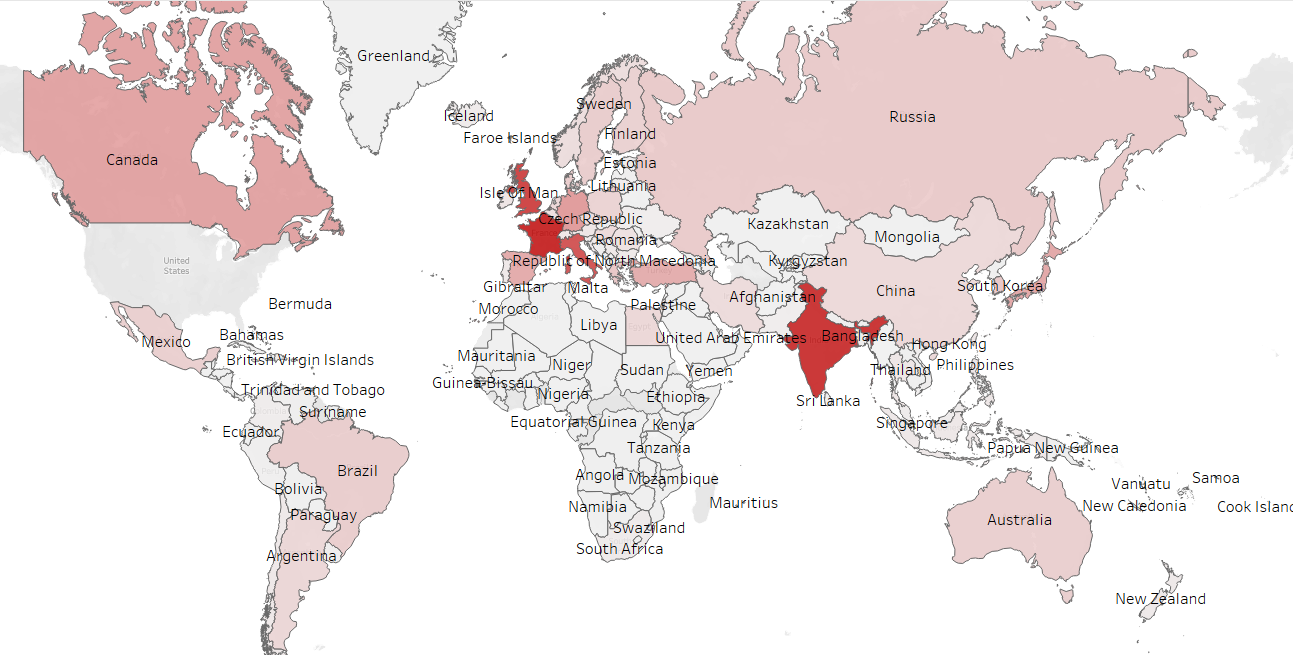 Greenland
Iceland
Sweden
Russia
Faroe Islands
Finland
Canada
Estonia
Isle Of Man
Lithuania
Czech Republic
France
Kazakhstan
Mongolia
Romania
United
States
Republic of North Macedonia
Kyrgyzstan
Gibraltar
Malta
South Korea
China
Afghanistan
Bermuda
Morocco
Palestine
Algeria
Libya
Egypt
Bahamas
Mexico
United Arab Emirates
Bangladesh
Hong Kong
British Virgin Islands
Mauritania
Niger
Sudan
Yemen
Thailand
Philippines
Guinea-Bissau
Trinidad and Tobago
Nigeria
Ethiopia
Sri Lanka
Suriname
Equatorial Guinea
Kenya
Singapore
Ecuador
Tanzania
Papua New Guinea
Brazil
Angola
Mozambique
Bolivia
Vanuatu
Samoa
Namibia
Mauritius
New Caledonia
Cook Island
Paraguay
Swaziland
Australia
South Africa
Argentina
New Zealand